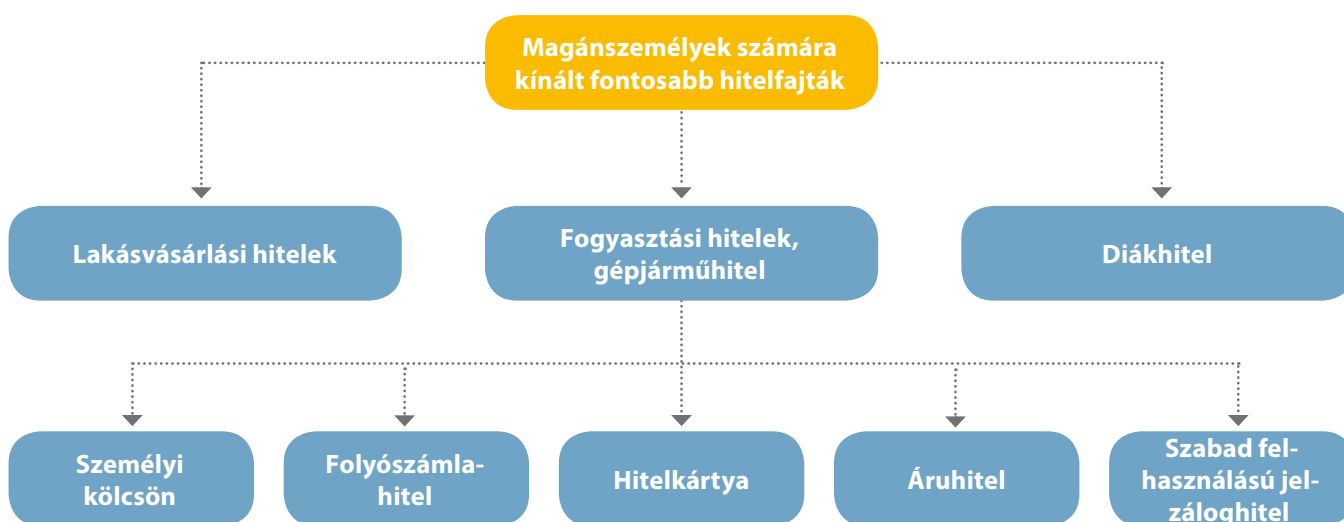 Magánszemélyek számára
kínált fontosabb hitelfajták
Lakásvásárlási hitelek
Fogyasztási hitelek,
gépjárműhitel
Diákhitel
Személyi
kölcsön
Folyószámla-
hitel
Hitelkártya
Áruhitel
Szabad fel-
használású jel-
záloghitel